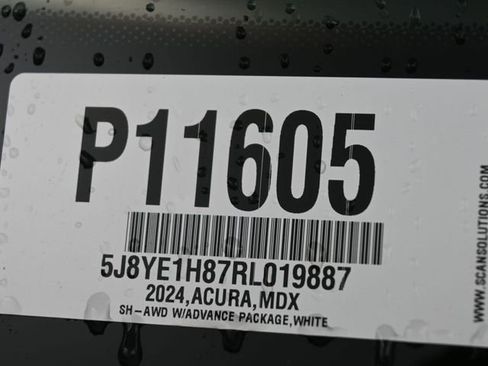 P11605
5J8YE1H87RL019887
2024,ACURA,MDX
SH-AWD W/ADVANCE PACKAGE,WHITE
WWW.SCANSOLUTIONS.COM